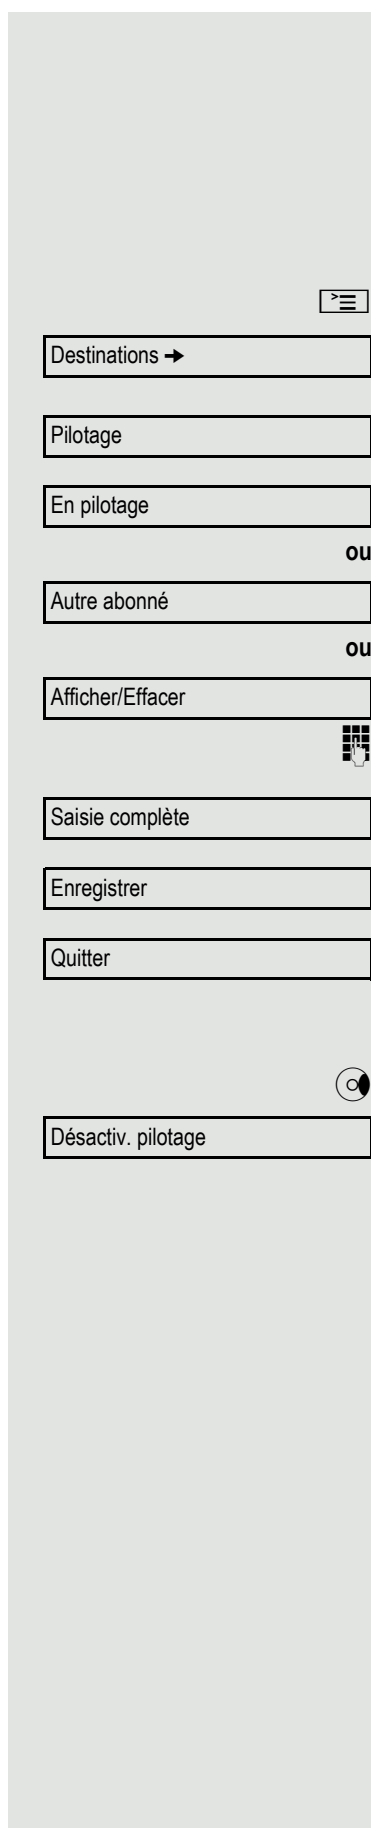 Destinations ➔
Pilotage
En pilotage
ou
Autre abonné
ou
Afficher/Effacer
Saisie complète
Enregistrer
Quitter
Désactiv. pilotage